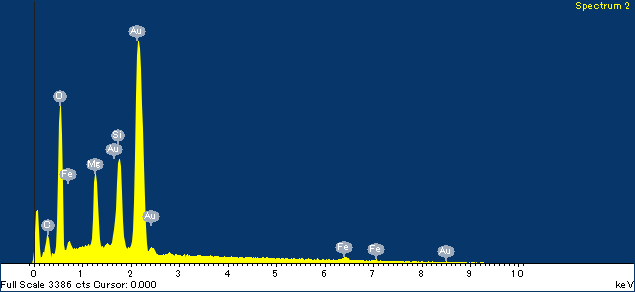 Spectrum 2
Au
O
Si
Au
Mg
Fe
Au
C
Fe
Fe
Au
0 1 2 3 4 5 6 7 8 9 10
Full Scale 3386 cts Cursor: 0.000 keV